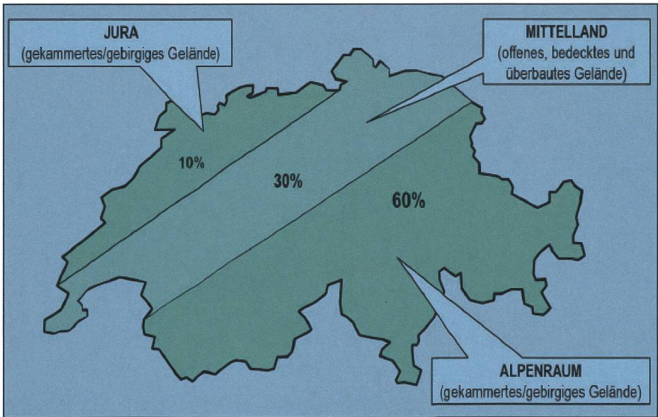 JURA
(gekammertes/gebirgiges Gelände)
MITTELLAND
(offenes, bedecktes und
überbautes Gelände)
10%
30%
60%
ALPENRAUM
(gekammertes/gebirgiges Gelände)